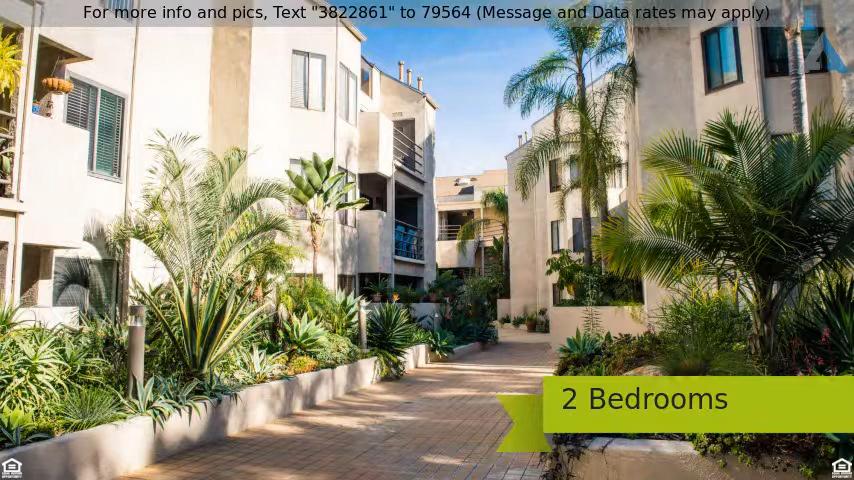 For more info and pics, Text "3822861" to 79564 (Message and Data rates may apply)
2 Bedrooms